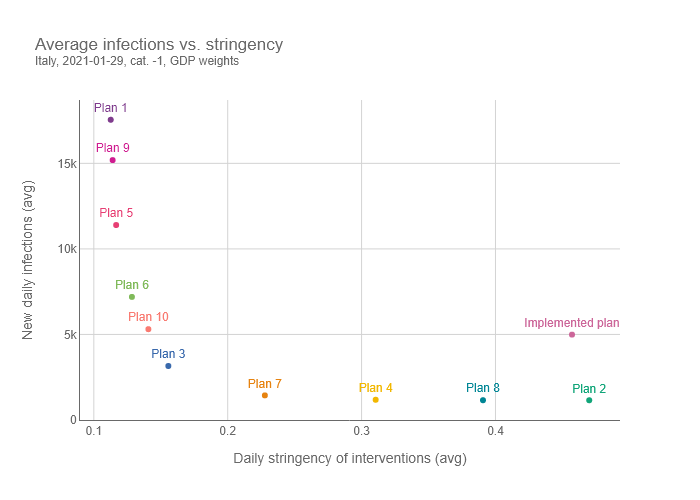 Average infections vs. stringency
Italy, 2021-01-29, cat. -1, GDP weights
Plan 1
Plan 9
15k
Plan 5
10k
Plan 6
Plan 10
Implemented plan
5k
Plan 3
Plan 7
Plan 4
Plan 8
Plan 2
0
0.1
0.2
0.3
0.4
New daily infections (avg)
Daily stringency of interventions (avg)